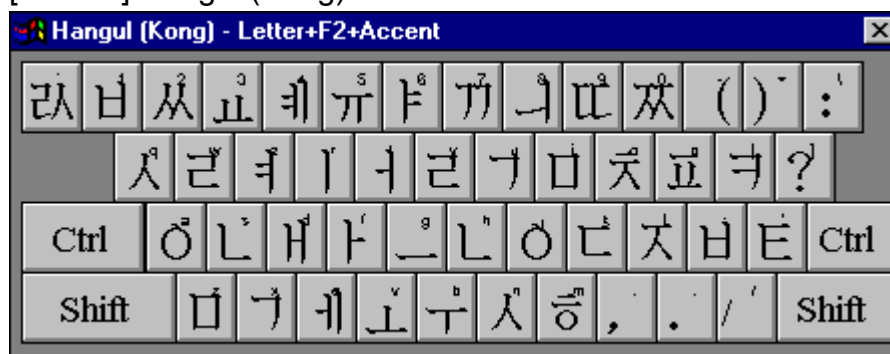 Hangul (Kong) - Letter+F2+Accent
ㄽ ㅂ ㅆ ㅛ ㅖ ㅠ ㅑ ㄲ ㅢ ㄸ ㅉ ( ) :
ㅅ ㄹ ㅕ ㅣ ㅓ ㄹ ㄱ ㅁ ㅊ ㅍ ㅋ ?
Ctrl ㅇ ㄴ ㅐ ㅏ ㅡ ㄴ ㅇ ㄷ ㅈ ㅂ ㅌ Ctrl
Shift ㅁ ㄱ ㅔ ㅗ ㅜ ㅅ ㅎ , . / Shift